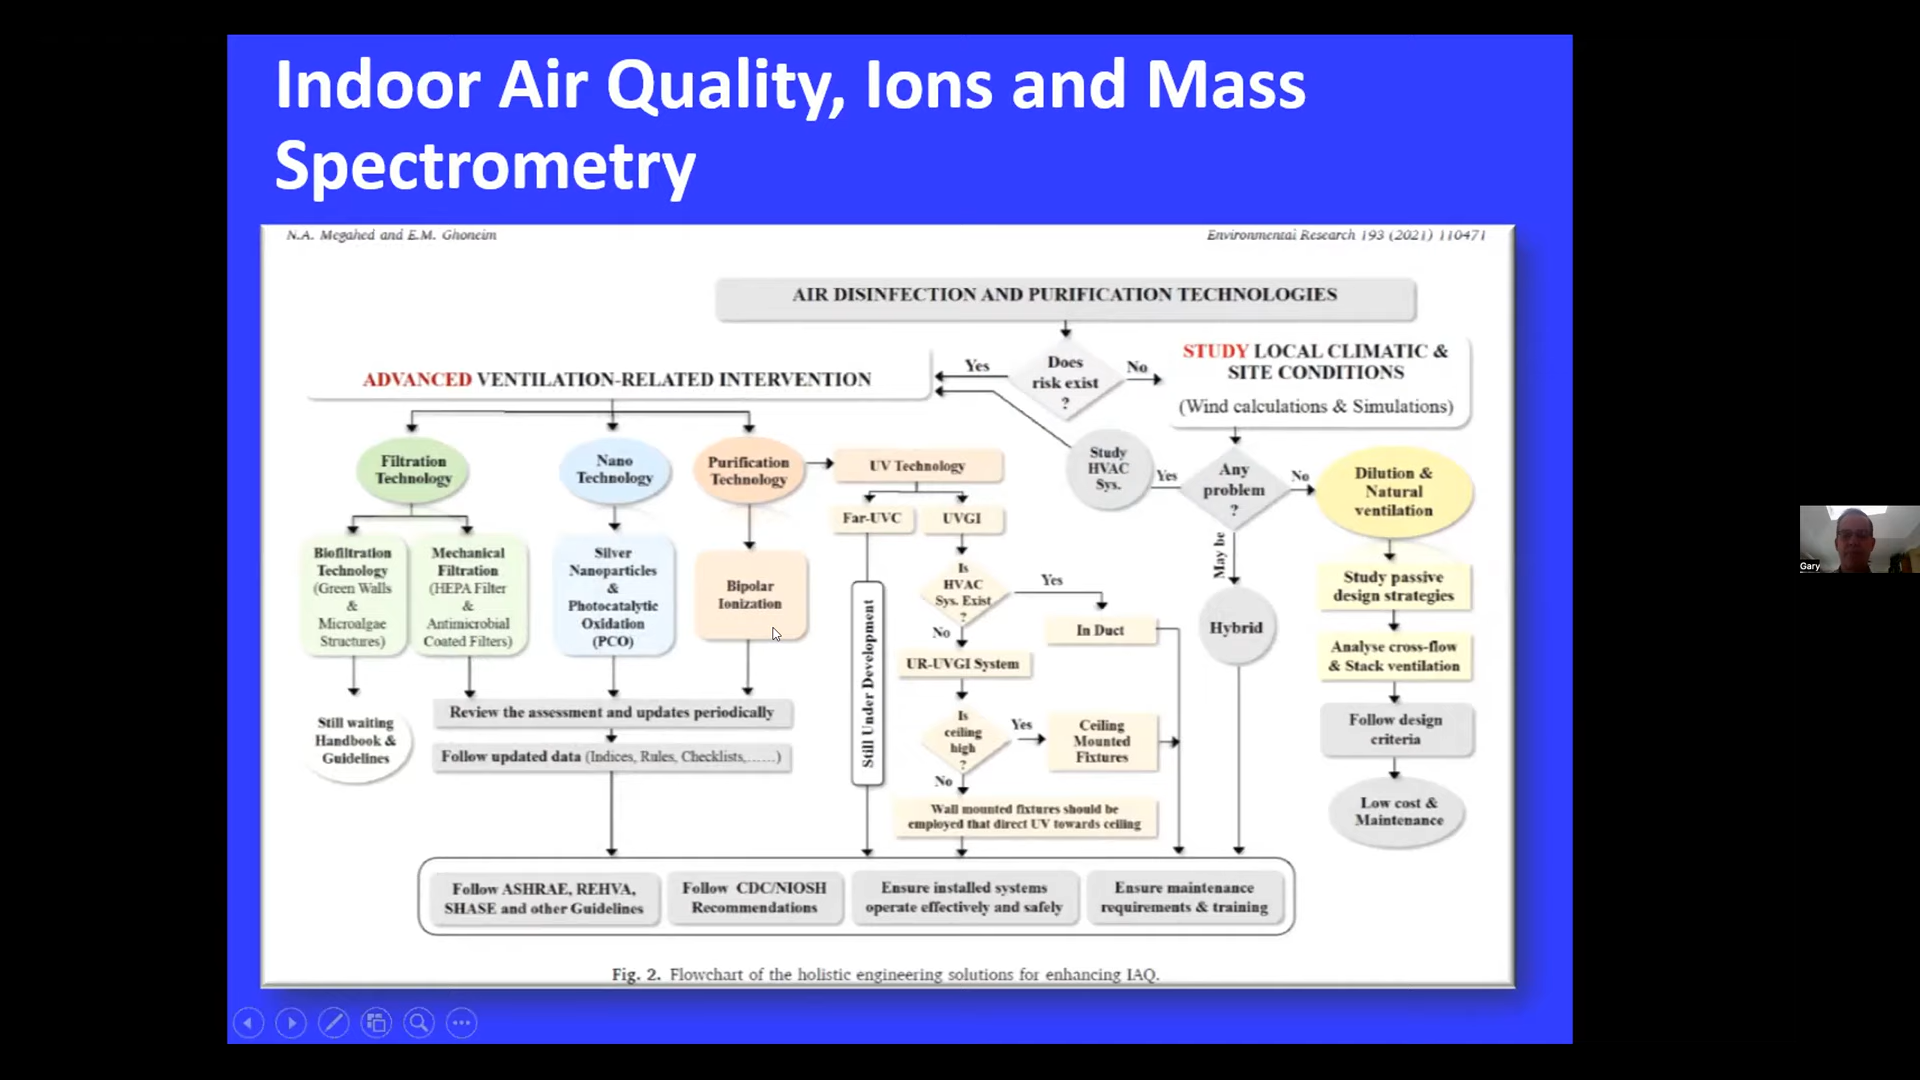 Indoor Air Quality, Ions and Mass
Spectrometry
N.A. Megahed and E.M. Ghoneim
Environmental Research 193 (2021) 110471
AIR DISINFECTION AND PURIFICATION TECHNOLOGIES
Does
risk exist
?
Yes
No
ADVANCED VENTILATION-RELATED INTERVENTION
STUDY LOCAL CLIMATIC &
SITE CONDITIONS
(Wind calculations & Simulations)
Filtration
Technology
Nano
Technology
Purification
Technology
UV Technology
Study
HVAC
Sys.
Yes
Any
problem
?
No
Dilution &
Natural
ventilation
Far-UVC
UVGI
Biofiltration
Technology
(Green Walls
&
Microalgae
Structures)
Mechanical
Filtration
(HEPA Filter
&
Antimicrobial
Coated Filters)
Silver
Nanoparticles
&
Photocatalytic
Oxidation
(PCO)
Bipolar
Ionization
Still Under Development
Is
HVAC
Sys. Exist
?
Yes
No
In Duct
May be
Hybrid
Study passive
design strategies
Analyse cross-flow
& Stack ventilation
UR-UVGI System
Still waiting
Handbook &
Guidelines
Review the assessment and updates periodically
Follow updated data (Indices, Rules, Checklists,......)
Is
ceiling
high
?
Yes
No
Ceiling
Mounted
Fixtures
Follow design
criteria
Low cost &
Maintenance
Wall mounted fixtures should be
employed that direct UV towards ceiling
Follow ASHRAE, REHVA,
SHASE and other Guidelines
Follow CDC/NIOSH
Recommendations
Ensure installed systems
operate effectively and safely
Ensure maintenance
requirements & training
Fig. 2. Flowchart of the holistic engineering solutions for enhancing IAQ.
Gary